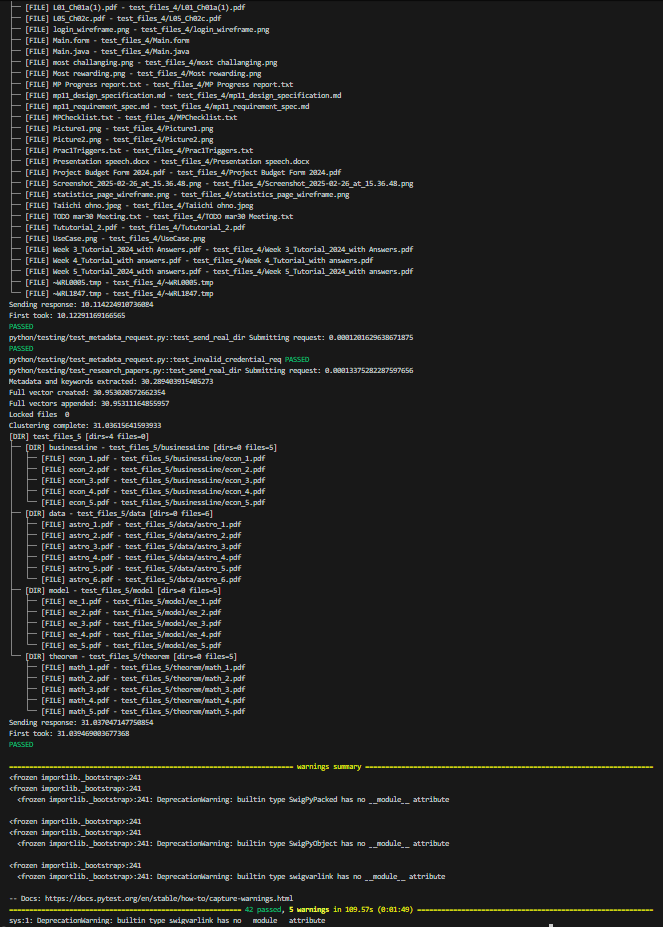 ├── [FILE] L01_Ch01a(1).pdf - test_files_4/L01_Ch01a(1).pdf
├── [FILE] L05_Ch02c.pdf - test_files_4/L05_Ch02c.pdf
├── [FILE] login_wireframe.png - test_files_4/login_wireframe.png
├── [FILE] Main.form - test_files_4/Main.form
├── [FILE] Main.java - test_files_4/Main.java
├── [FILE] most challanging.png - test_files_4/most challanging.png
├── [FILE] Most rewarding.png - test_files_4/Most rewarding.png
├── [FILE] MP Progress report.txt - test_files_4/MP Progress report.txt
├── [FILE] mp11_design_specification.md - test_files_4/mp11_design_specification.md
├── [FILE] mp11_requirement_spec.md - test_files_4/mp11_requirement_spec.md
├── [FILE] MPChecklist.txt - test_files_4/MPChecklist.txt
├── [FILE] Picture1.png - test_files_4/Picture1.png
├── [FILE] Picture2.png - test_files_4/Picture2.png
├── [FILE] Prac1Triggers.txt - test_files_4/Prac1Triggers.txt
├── [FILE] Presentation speech.docx - test_files_4/Presentation speech.docx
├── [FILE] Project Budget Form 2024.pdf - test_files_4/Project Budget Form 2024.pdf
├── [FILE] Screenshot_2025-02-26_at_15.36.48.png - test_files_4/Screenshot_2025-02-26_at_15.36.48.png
├── [FILE] statistics_page_wireframe.png - test_files_4/statistics_page_wireframe.png
├── [FILE] Taiichi ohno.jpeg - test_files_4/Taiichi ohno.jpeg
├── [FILE] TODO mar30 Meeting.txt - test_files_4/TODO mar30 Meeting.txt
├── [FILE] Tututorial_2.pdf - test_files_4/Tututorial_2.pdf
├── [FILE] UseCase.png - test_files_4/UseCase.png
├── [FILE] Week 3_Tutorial_2024_with Answers.pdf - test_files_4/Week 3_Tutorial_2024_with Answers.pdf
├── [FILE] Week 4_Tutorial_with answers.pdf - test_files_4/Week 4_Tutorial_with answers.pdf
├── [FILE] Week 5_Tutorial_2024_with answers.pdf - test_files_4/Week 5_Tutorial_2024_with answers.pdf
├── [FILE] ~WRL0005.tmp - test_files_4/~WRL0005.tmp
└── [FILE] ~WRL1847.tmp - test_files_4/~WRL1847.tmp
Sending response: 10.114224910736084
First took: 10.12291169166565
PASSED
python/testing/test_metadata_request.py::test_send_real_dir Submitting request: 0.0001201629638671875
PASSED
python/testing/test_metadata_request.py::test_invalid_credential_req PASSED
python/testing/test_research_papers.py::test_send_real_dir Submitting request: 0.00013375282287597656
Metadata and keywords extracted: 30.289403915405273
Full vector created: 30.953020572662354
Full vectors appended: 30.95311164855957
Locked files  0
Clustering complete: 31.03615641593933
[DIR] test_files_5 [dirs=4 files=0]
├── [DIR] businessLine - test_files_5/businessLine [dirs=0 files=5]
│   ├── [FILE] econ_1.pdf - test_files_5/businessLine/econ_1.pdf
│   ├── [FILE] econ_2.pdf - test_files_5/businessLine/econ_2.pdf
│   ├── [FILE] econ_3.pdf - test_files_5/businessLine/econ_3.pdf
│   ├── [FILE] econ_4.pdf - test_files_5/businessLine/econ_4.pdf
│   └── [FILE] econ_5.pdf - test_files_5/businessLine/econ_5.pdf
├── [DIR] data - test_files_5/data [dirs=0 files=6]
│   ├── [FILE] astro_1.pdf - test_files_5/data/astro_1.pdf
│   ├── [FILE] astro_2.pdf - test_files_5/data/astro_2.pdf
│   ├── [FILE] astro_3.pdf - test_files_5/data/astro_3.pdf
│   ├── [FILE] astro_4.pdf - test_files_5/data/astro_4.pdf
│   ├── [FILE] astro_5.pdf - test_files_5/data/astro_5.pdf
│   └── [FILE] astro_6.pdf - test_files_5/data/astro_6.pdf
├── [DIR] model - test_files_5/model [dirs=0 files=5]
│   ├── [FILE] ee_1.pdf - test_files_5/model/ee_1.pdf
│   ├── [FILE] ee_2.pdf - test_files_5/model/ee_2.pdf
│   ├── [FILE] ee_3.pdf - test_files_5/model/ee_3.pdf
│   ├── [FILE] ee_4.pdf - test_files_5/model/ee_4.pdf
│   └── [FILE] ee_5.pdf - test_files_5/model/ee_5.pdf
└── [DIR] theorem - test_files_5/theorem [dirs=0 files=5]
    ├── [FILE] math_1.pdf - test_files_5/theorem/math_1.pdf
    ├── [FILE] math_2.pdf - test_files_5/theorem/math_2.pdf
    ├── [FILE] math_3.pdf - test_files_5/theorem/math_3.pdf
    ├── [FILE] math_4.pdf - test_files_5/theorem/math_4.pdf
    └── [FILE] math_5.pdf - test_files_5/theorem/math_5.pdf
Sending response: 31.037047147750854
First took: 31.039469003677368
PASSED
warnings summary
<frozen importlib._bootstrap>:241
<frozen importlib._bootstrap>:241
  <frozen importlib._bootstrap>:241: DeprecationWarning: builtin type SwigPyPacked has no __module__ attribute
<frozen importlib._bootstrap>:241
<frozen importlib._bootstrap>:241
  <frozen importlib._bootstrap>:241: DeprecationWarning: builtin type SwigPyObject has no __module__ attribute
<frozen importlib._bootstrap>:241
  <frozen importlib._bootstrap>:241: DeprecationWarning: builtin type swigvarlink has no __module__ attribute
-- Docs: https://docs.pytest.org/en/stable/how-to/capture-warnings.html
42 passed, 5 warnings in 109.57s (0:01:49)
sys:1: DeprecationWarning: builtin type swigvarlink has no __module__ attribute